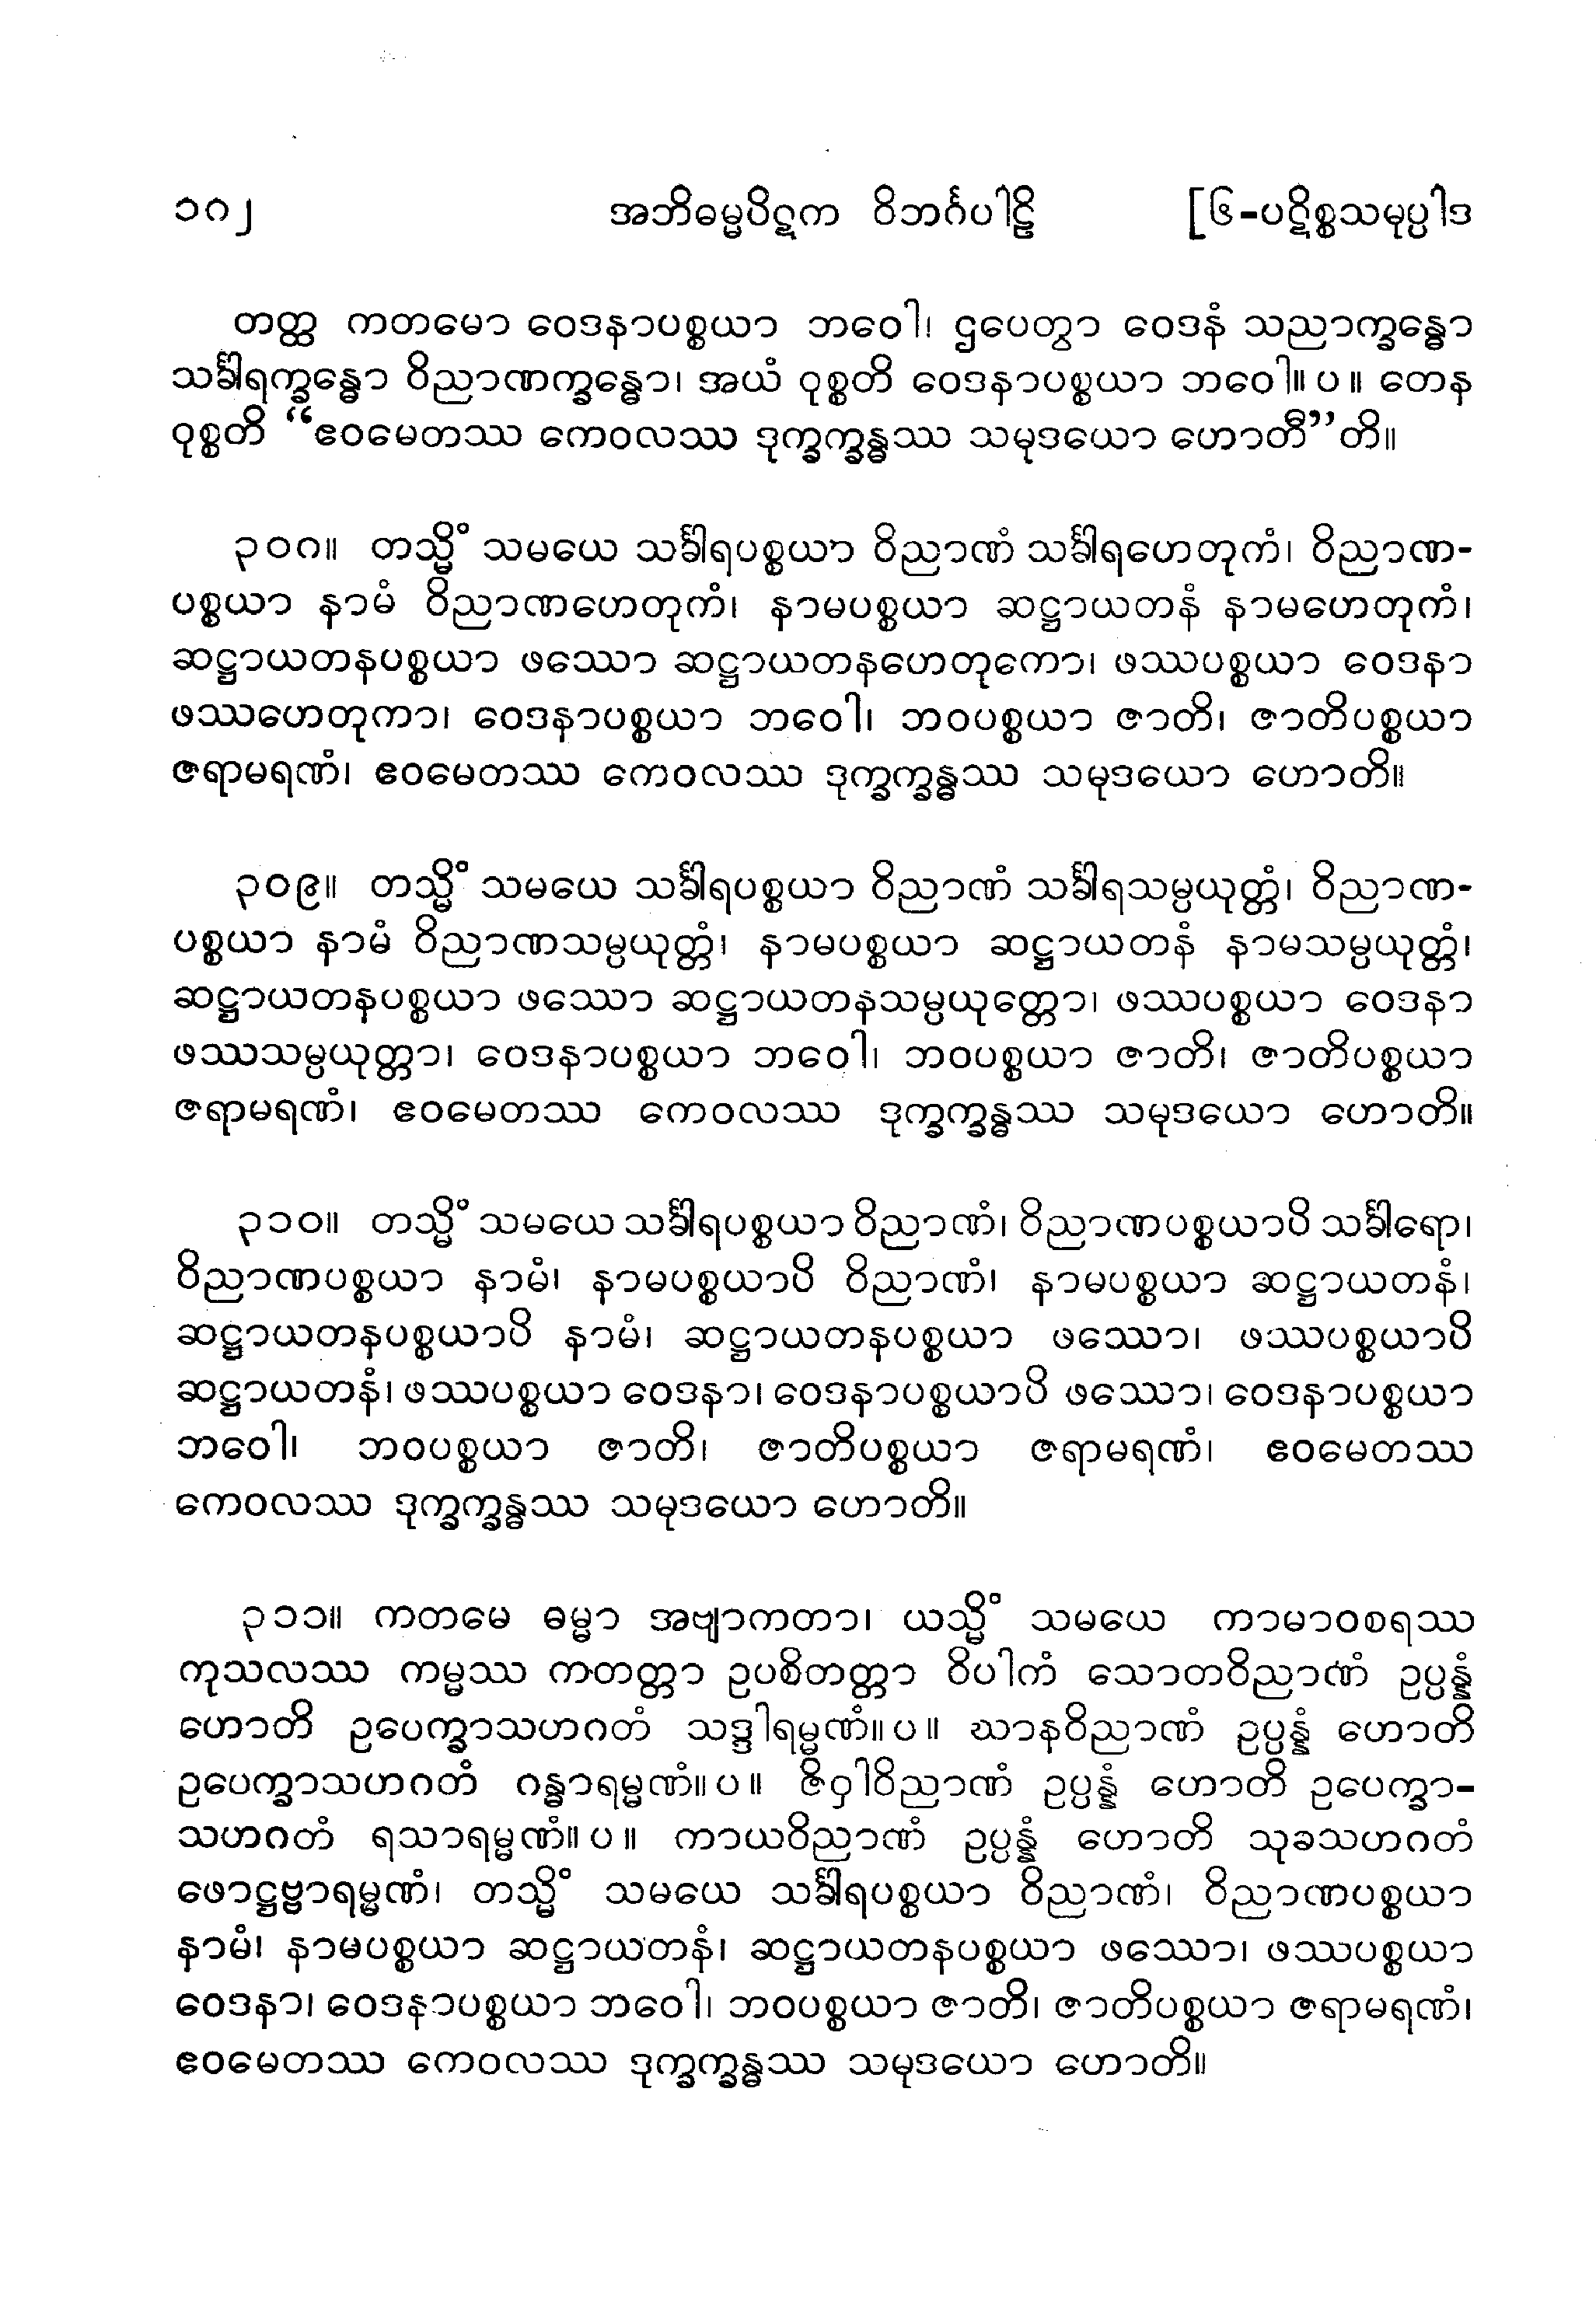 ၁၈၂ အဘိဓမ္မပိဋက ဝိဘင်္ဂပါဠိ [၆-ပဋိစ္စသမုပ္ပါဒ
တတ္ထ ကတမော ဝေဒနာပစ္စယာ ဘဝေါ၊ ဌပေတွာ ဝေဒနံ သညာက္ခန္ဓော
သင်္ခါရက္ခန္ဓော ဝိညာဏက္ခန္ဓော၊ အယံ ဝုစ္စတိ ဝေဒနာပစ္စယာ ဘဝေါ။ ပ ။ တေန
ဝုစ္စတိ “ဧဝမေတဿ ကေဝလဿ ဒုက္ခက္ခန္ဓဿ သမုဒယော ဟောတီ”တိ။
၃၀၈။ တသ္မိံ သမယေ သင်္ခါရပစ္စယာ ဝိညာဏံ သင်္ခါရဟေတုကံ၊ ဝိညာဏ-
ပစ္စယာ နာမံ ဝိညာဏဟေတုကံ၊ နာမပစ္စယာ ဆဋ္ဌာယတနံ နာမဟေတုကံ၊
ဆဋ္ဌာယတနပစ္စယာ ဖဿော ဆဋ္ဌာယတနဟေတုကော၊ ဖဿပစ္စယာ ဝေဒနာ
ဖဿဟေတုကာ၊ ဝေဒနာပစ္စယာ ဘဝေါ၊ ဘဝပစ္စယာ ဇာတိ၊ ဇာတိပစ္စယာ
ဇရာမရဏံ၊ ဧဝမေတဿ ကေဝလဿ ဒုက္ခက္ခန္ဓဿ သမုဒယော ဟောတိ။
၃၀၉။ တသ္မိံ သမယေ သင်္ခါရပစ္စယာ ဝိညာဏံ သင်္ခါရသမ္ပယုတ္တံ၊ ဝိညာဏ-
ပစ္စယာ နာမံ ဝိညာဏသမ္ပယုတ္တံ၊ နာမပစ္စယာ ဆဋ္ဌာယတနံ နာမသမ္ပယုတ္တံ၊
ဆဋ္ဌာယတနပစ္စယာ ဖဿော ဆဋ္ဌာယတနသမ္ပယုတ္တော၊ ဖဿပစ္စယာ ဝေဒနာ
ဖဿသမ္ပယုတ္တာ၊ ဝေဒနာပစ္စယာ ဘဝေါ၊ ဘဝပစ္စယာ ဇာတိ၊ ဇာတိပစ္စယာ
ဇရာမရဏံ၊ ဧဝမေတဿ ကေဝလဿ ဒုက္ခက္ခန္ဓဿ သမုဒယော ဟောတိ။
၃၁၀။ တသ္မိံ သမယေ သင်္ခါရပစ္စယာ ဝိညာဏံ၊ ဝိညာဏပစ္စယာပိ သင်္ခါရော၊
ဝိညာဏပစ္စယာ နာမံ၊ နာမပစ္စယာပိ ဝိညာဏံ၊ နာမပစ္စယာ ဆဋ္ဌာယတနံ၊
ဆဋ္ဌာယတနပစ္စယာပိ နာမံ၊ ဆဋ္ဌာယတနပစ္စယာ ဖဿော၊ ဖဿပစ္စယာပိ
ဆဋ္ဌာယတနံ၊ ဖဿပစ္စယာ ဝေဒနာ၊ ဝေဒနာပစ္စယာပိ ဖဿော၊ ဝေဒနာပစ္စယာ
ဘဝေါ၊ ဘဝပစ္စယာ ဇာတိ၊ ဇာတိပစ္စယာ ဇရာမရဏံ၊ ဧဝမေတဿ
ကေဝလဿ ဒုက္ခက္ခန္ဓဿ သမုဒယော ဟောတိ။
၃၁၁။ ကတမေ ဓမ္မာ အဗျာကတာ၊ ယသ္မိံ သမယေ ကာမာဝစရဿ
ကုသလဿ ကမ္မဿ ကတတ္တာ ဥပစိတတ္တာ ဝိပါကံ သောတဝိညာဏံ ဥပ္ပန္နံ
ဟောတိ ဥပေက္ခာသဟဂတံ သဒ္ဒါရမ္မဏံ။ ပ ။ ဃာနဝိညာဏံ ဥပ္ပန္နံ ဟောတိ
ဥပေက္ခာသဟဂတံ ဂန္ဓာရမ္မဏံ။ ပ ။ ဇိဝှါဝိညာဏံ ဥပ္ပန္နံ ဟောတိ ဥပေက္ခာ-
သဟဂတံ ရသာရမ္မဏံ။ ပ ။ ကာယဝိညာဏံ ဥပ္ပန္နံ ဟောတိ သုခသဟဂတံ
ဖောဋ္ဌဗ္ဗာရမ္မဏံ၊ တသ္မိံ သမယေ သင်္ခါရပစ္စယာ ဝိညာဏံ၊ ဝိညာဏပစ္စယာ
နာမံ၊ နာမပစ္စယာ ဆဋ္ဌာယတနံ၊ ဆဋ္ဌာယတနပစ္စယာ ဖဿော၊ ဖဿပစ္စယာ
ဝေဒနာ၊ ဝေဒနာပစ္စယာ ဘဝေါ၊ ဘဝပစ္စယာ ဇာတိ၊ ဇာတိပစ္စယာ ဇရာမရဏံ၊
ဧဝမေတဿ ကေဝလဿ ဒုက္ခက္ခန္ဓဿ သမုဒယော ဟောတိ။